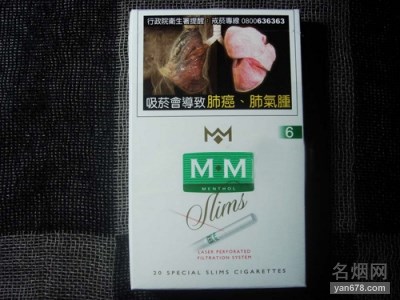 行政院衛生署提醒 戒菸專線 0800636363
吸菸會導致肺癌、肺氣腫
6
M·M
MENTHOL
Slims
LASER PERFORATED
FILTRATION SYSTEM
20 SPECIAL SLIMS CIGARETTES
名烟网
yan678.com